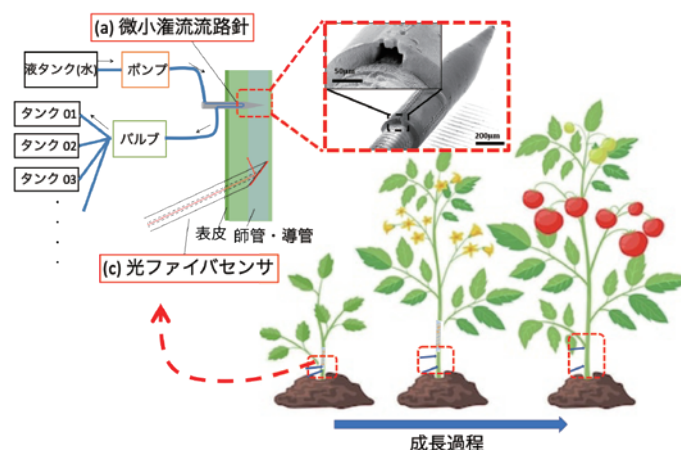 (a) 微小灌流流路針
液タンク(水)
ポンプ
タンク 01
タンク 02
タンク 03
バルブ
50μm
200μm
表皮
師管・導管
(c) 光ファイバセンサ
成長過程